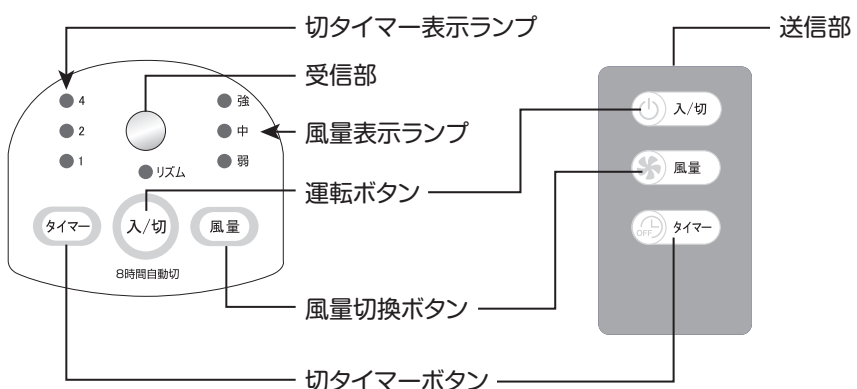 切タイマー表示ランプ
送信部
受信部
4
強
入/切
2
中
風量表示ランプ
1
弱
リズム
風量
運転ボタン
タイマー
入/切
風量
OFF
タイマー
8時間自動切
風量切換ボタン
切タイマーボタン